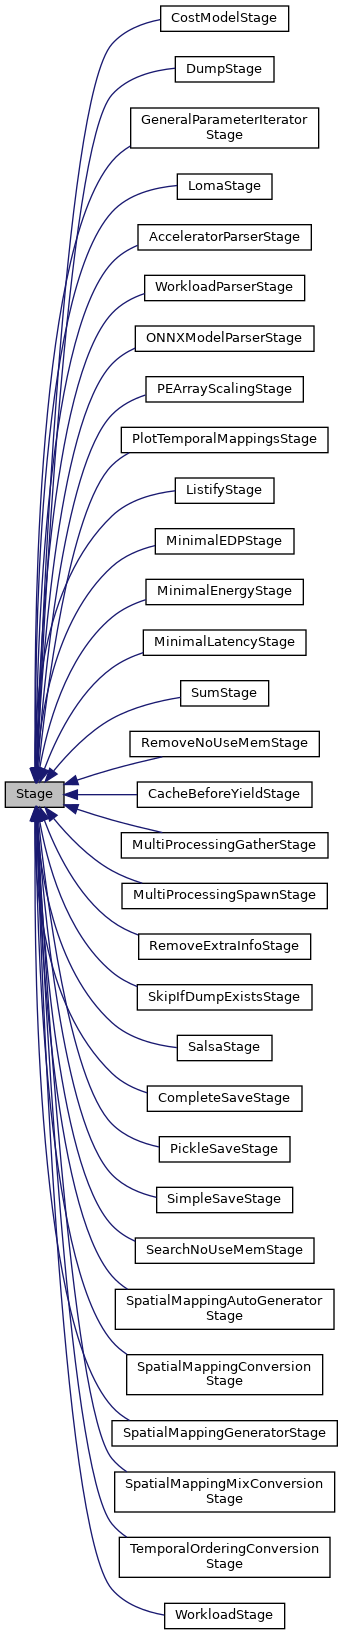 CostModelStage
DumpStage
GeneralParameterIterator
Stage
LomaStage
AcceleratorParserStage
WorkloadParserStage
ONNXModelParserStage
PEArrayScalingStage
PlotTemporalMappingsStage
ListifyStage
MinimalEDPStage
MinimalEnergyStage
MinimalLatencyStage
SumStage
RemoveNoUseMemStage
Stage
CacheBeforeYieldStage
MultiProcessingGatherStage
MultiProcessingSpawnStage
RemoveExtraInfoStage
SkipIfDumpExistsStage
SalsaStage
CompleteSaveStage
PickleSaveStage
SimpleSaveStage
SearchNoUseMemStage
SpatialMappingAutoGenerator
Stage
SpatialMappingConversion
Stage
SpatialMappingGeneratorStage
SpatialMappingMixConversion
Stage
TemporalOrderingConversion
Stage
WorkloadStage